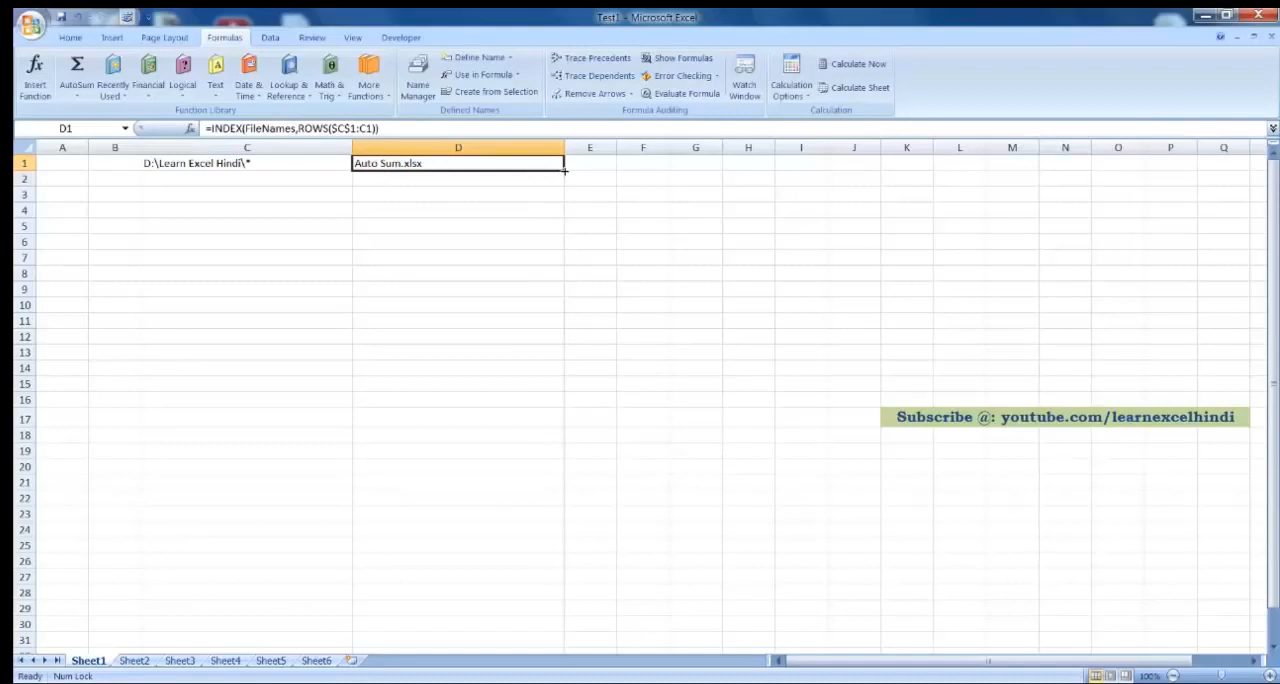 Test1 - Microsoft Excel
Home Insert Page Layout Formulas Data Review View Developer
fx Insert Function
Σ AutoSum
Recently Used
Financial
Logical
Text
Date & Time
Lookup & Reference
Math & Trig
More Functions
Function Library
Name Manager
Define Name
Use in Formula
Create from Selection
Defined Names
Trace Precedents
Trace Dependents
Remove Arrows
Show Formulas
Error Checking
Evaluate Formula
Watch Window
Formula Auditing
Calculation Options
Calculate Now
Calculate Sheet
Calculation
D1 fx =INDEX(FileNames,ROWS($C$1:C1))
A B C D E F G H I J K L M N O P Q
1 D:\Learn Excel Hindi\* Auto Sum.xlsx
2
3
4
5
6
7
8
9
10
11
12
13
14
15
16
17 Subscribe @: youtube.com/learnexcelhindi
18
19
20
21
22
23
24
25
26
27
28
29
30
31
Sheet1 Sheet2 Sheet3 Sheet4 Sheet5 Sheet6
Ready Num Lock 100%